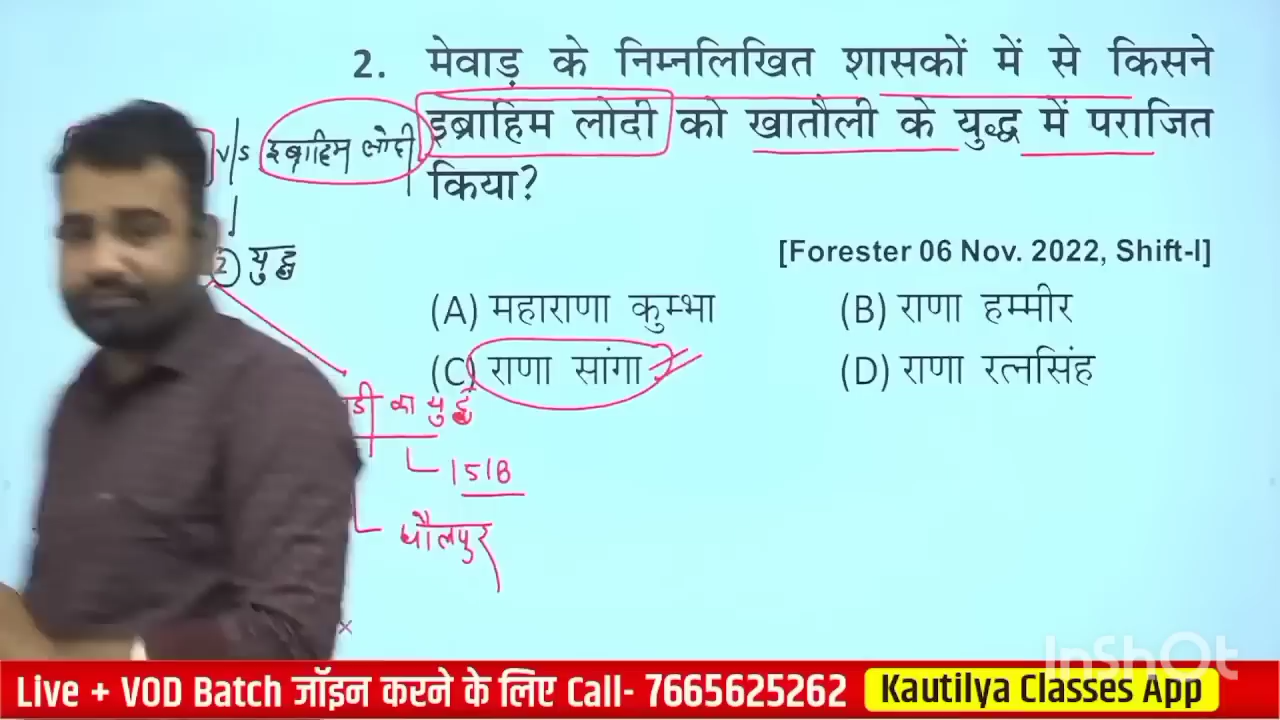 2. मेवाड़ के निम्नलिखित शासकों में से किसने
इब्राहिम लोदी को खातौली के युद्ध में पराजित
किया?
V/S इब्राहिम लोदी
2 युद्ध
[Forester 06 Nov. 2022, Shift-I]
(A) महाराणा कुम्भा (B) राणा हम्मीर
(C) राणा सांगा (D) राणा रत्नसिंह
का युद्ध
1518
धौलपुर
InShOt
Live + VOD Batch जॉइन करने के लिए Call- 7665625262 Kautilya Classes App